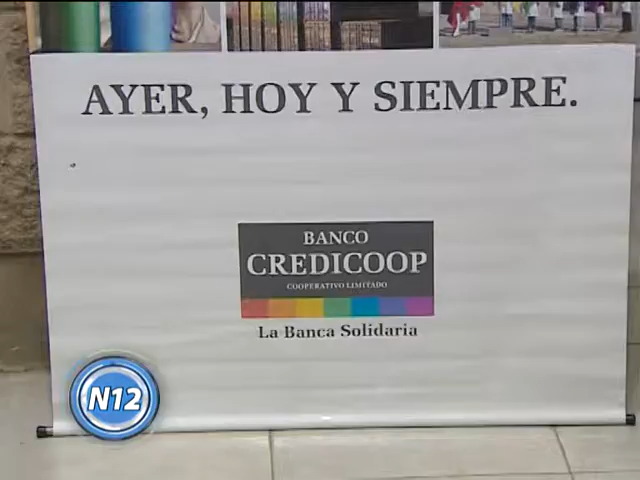 AYER, HOY Y SIEMPRE.
BANCO
CREDICOOP
COOPERATIVO LIMITADO
La Banca Solidaria
N12